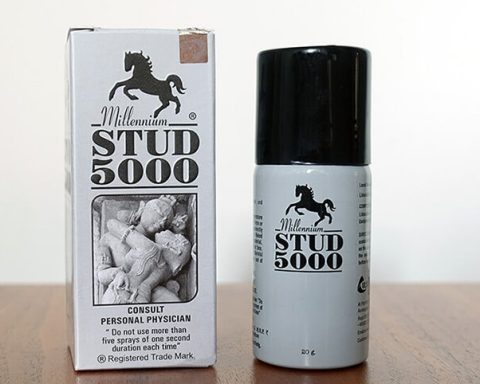 Millennium ®
STUD
5000
CONSULT
PERSONAL PHYSICIAN
" Do not use more than
five sprays of one second
duration each time"
® Registered Trade Mark.
Millennium
STUD
5000
20 g